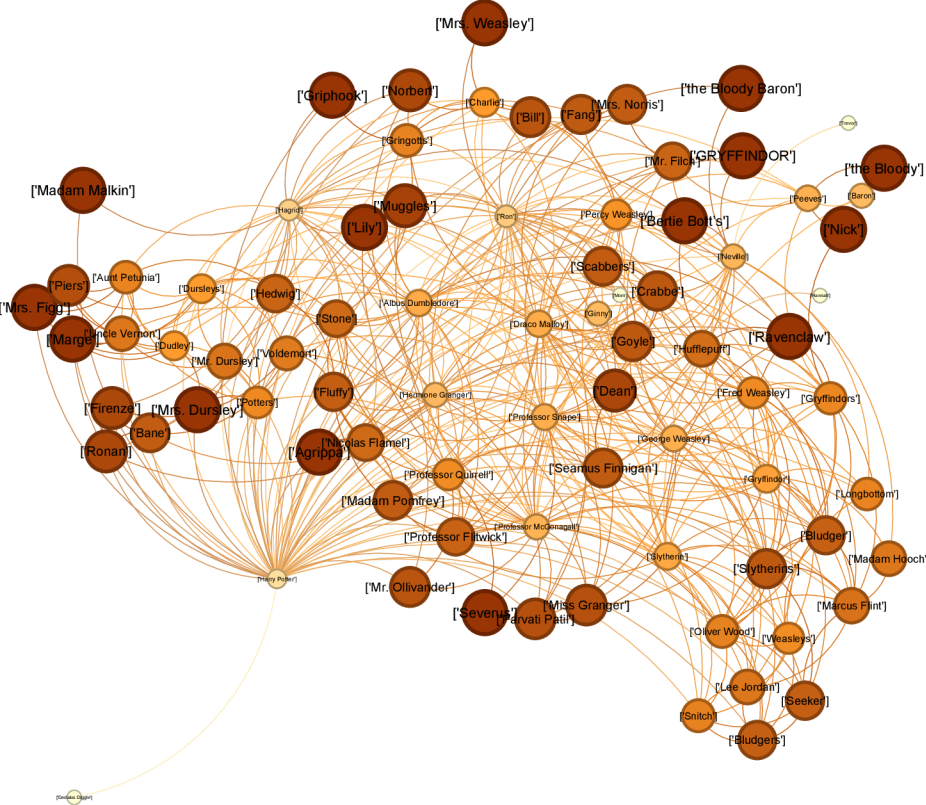 ['Mrs. Weasley']
['Griphook']
['Norbert']
['Charlie']
['Bill']
['Fang']
['Mrs. Norris']
['the Bloody Baron']
['Trevor']
['Gringotts']
['Mr. Filch']
['GRYFFINDOR']
['the Bloody']
['Madam Malkin']
['Hagrid']
['Muggles']
['Lily']
['Ron']
['Percy Weasley']
['Bertie Bott's']
['Peeves']
['Baron']
['Nick']
['Neville']
['Piers']
['Aunt Petunia']
['Dursleys']
['Hedwig']
['Scabbers']
['Crabbe']
['Hannah']
['Mrs. Figg']
['Albus Dumbledore']
['Ginny']
['Stone']
['Draco Malfoy']
['Marge']
['Uncle Vernon']
['Dudley']
['Mr. Dursley']
['Voldemort']
['Goyle']
['Hufflepuff']
['Ravenclaw']
['Firenze']
['Mrs. Dursley']
['Potters']
['Fluffy']
['Hermione Granger']
['Dean']
['Fred Weasley']
['Gryffindors']
['Bane']
['Ronan']
['Agrippa']
['Nicolas Flamel']
['Professor Snape']
['George Weasley']
['Professor Quirrell']
['Seamus Finnigan']
['Gryffindor']
['Longbottom']
['Madam Pomfrey']
['Professor Flitwick']
['Professor McGonagall']
['Bludger']
['Slytherin']
['Slytherins']
['Madam Hooch']
['Harry Potter']
['Mr. Ollivander']
['Severus']
['Parvati Patil']
['Miss Granger']
['Marcus Flint']
['Oliver Wood']
['Weasleys']
['Lee Jordan']
['Seeker']
['Snitch']
['Bludgers']
['Dedalus Diggle']